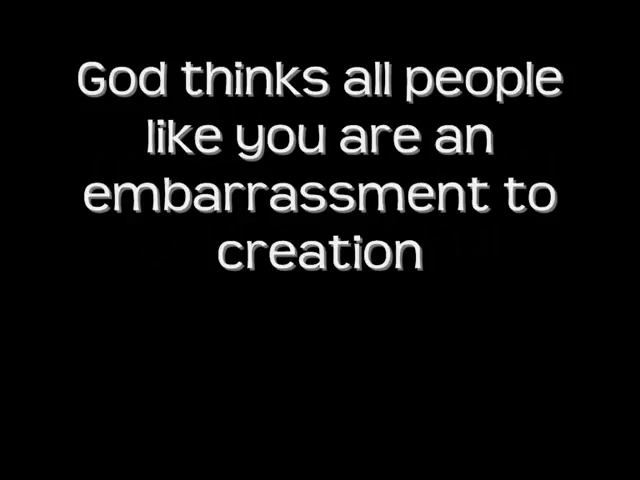 God thinks all people
like you are an
embarrassment to
creation